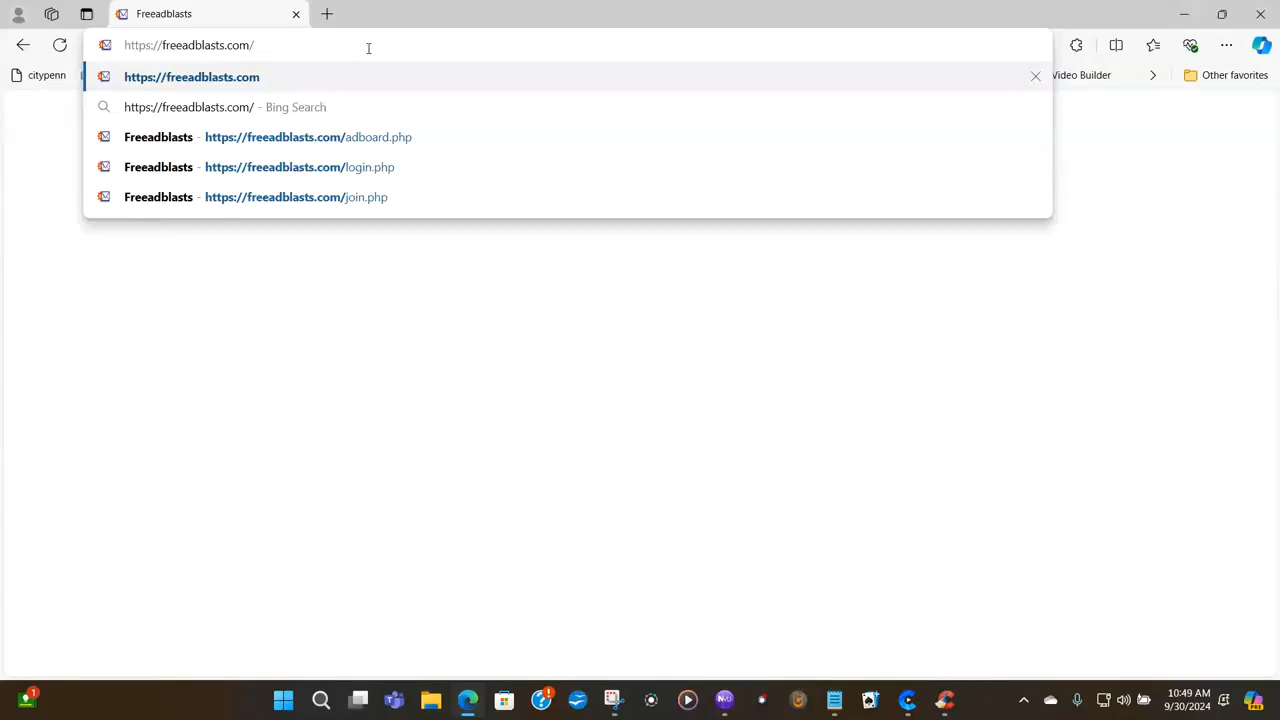 Freeadblasts
https://freeadblasts.com/
citypenn
Video Builder
Other favorites
https://freeadblasts.com
https://freeadblasts.com/ - Bing Search
Freeadblasts - https://freeadblasts.com/adboard.php
Freeadblasts - https://freeadblasts.com/login.php
Freeadblasts - https://freeadblasts.com/join.php
1
10:49 AM
9/30/2024